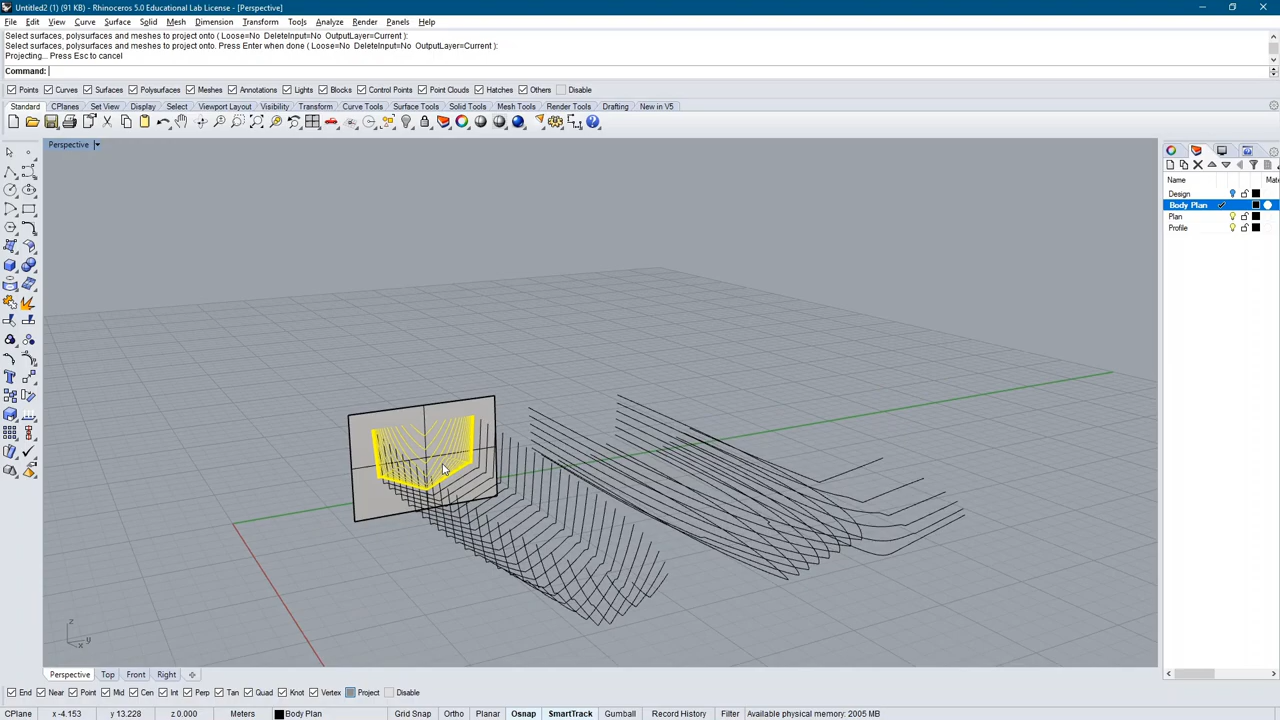 Untitled2 (1) (91 KB) - Rhinoceros 5.0 Educational Lab License - [Perspective]
File Edit View Curve Surface Solid Mesh Dimension Transform Tools Analyze Render Panels Help
Select surfaces, polysurfaces and meshes to project onto ( Loose=No DeleteInput=No OutputLayer=Current ):
Select surfaces, polysurfaces and meshes to project onto. Press Enter when done ( Loose=No DeleteInput=No OutputLayer=Current ):
Projecting... Press Esc to cancel
Command:
Points Curves Surfaces Polysurfaces Meshes Annotations Lights Blocks Control Points Point Clouds Hatches Others Disable
Standard CPlanes Set View Display Select Viewport Layout Visibility Transform Curve Tools Surface Tools Solid Tools Mesh Tools Render Tools Drafting New in V5
Perspective
Name Mate
Design
Body Plan
Plan
Profile
z
y
x
Perspective Top Front Right
End Near Point Mid Cen Int Perp Tan Quad Knot Vertex Project Disable
CPlane x -4.153 y 13.228 z 0.000 Meters Body Plan Grid Snap Ortho Planar Osnap SmartTrack Gumball Record History Filter Available physical memory: 2005 MB